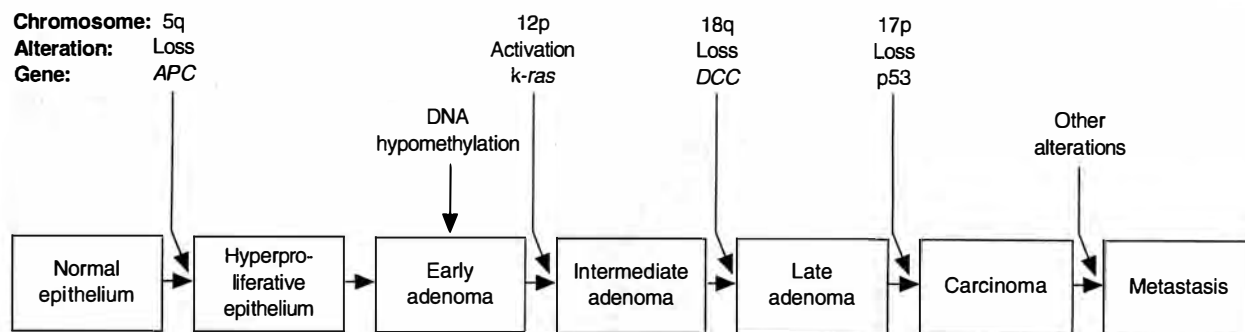 Chromosome: 5q 12p 18q 17p
Alteration: Loss Activation Loss Loss
Gene: APC k-ras DCC p53
DNA
hypomethylation
Other
alterations
Normal
epithelium
Hyperpro-
liferative
epithelium
Early
adenoma
Intermediate
adenoma
Late
adenoma
Carcinoma
Metastasis